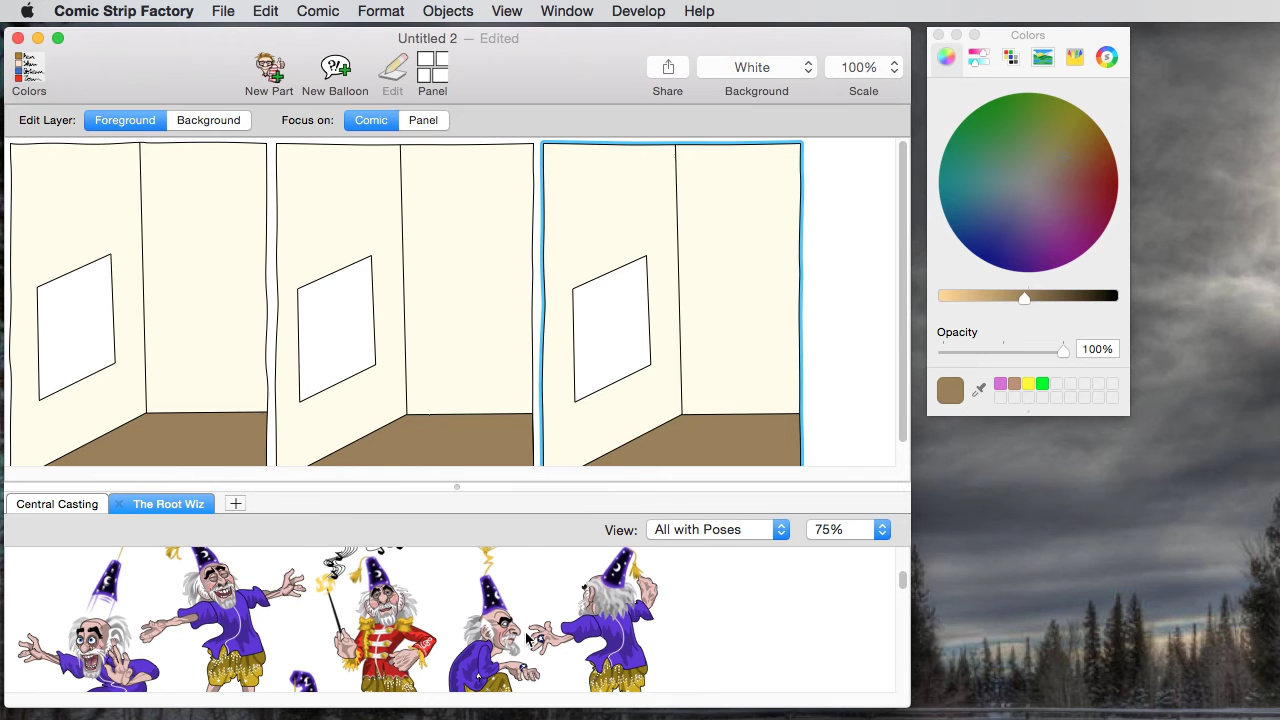 Comic Strip Factory File Edit Comic Format Objects View Window Develop Help
Untitled 2 — Edited
Colors
New Part
New Balloon
Edit
Panel
Share
White
Background
100%
Scale
Edit Layer: Foreground Background Focus on: Comic Panel
Central Casting
The Root Wiz
View: All with Poses 75%
Colors
Opacity
100%